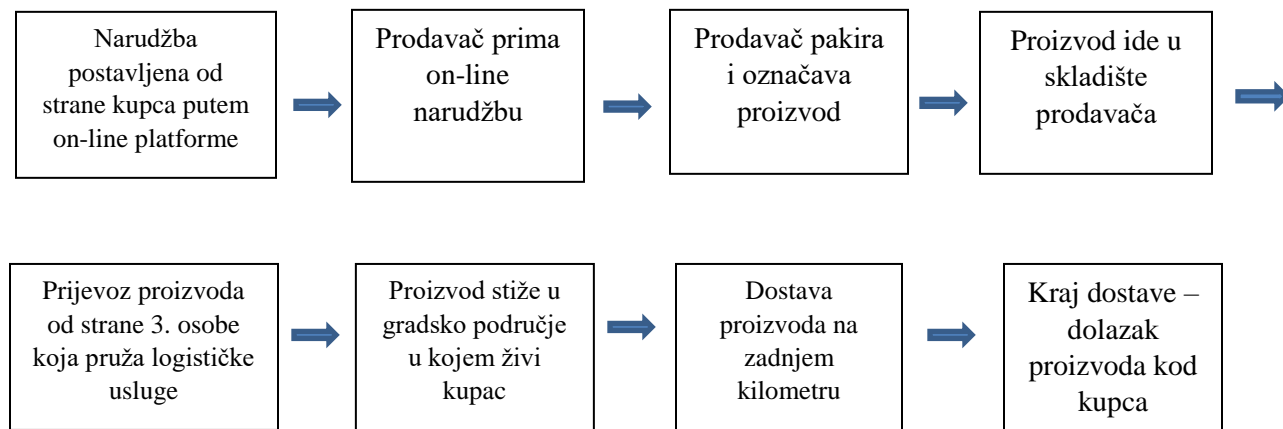 Narudžba
postavljena od
strane kupca putem
on-line platforme
Prodavač prima
on-line
narudžbu
Prodavač pakira
i označava
proizvod
Proizvod ide u
skladište
prodavača
Prijevoz proizvoda
od strane 3. osobe
koja pruža logističke
usluge
Proizvod stiže u
gradsko područje
u kojem živi
kupac
Dostava
proizvoda na
zadnjem
kilometru
Kraj dostave –
dolazak
proizvoda kod
kupca